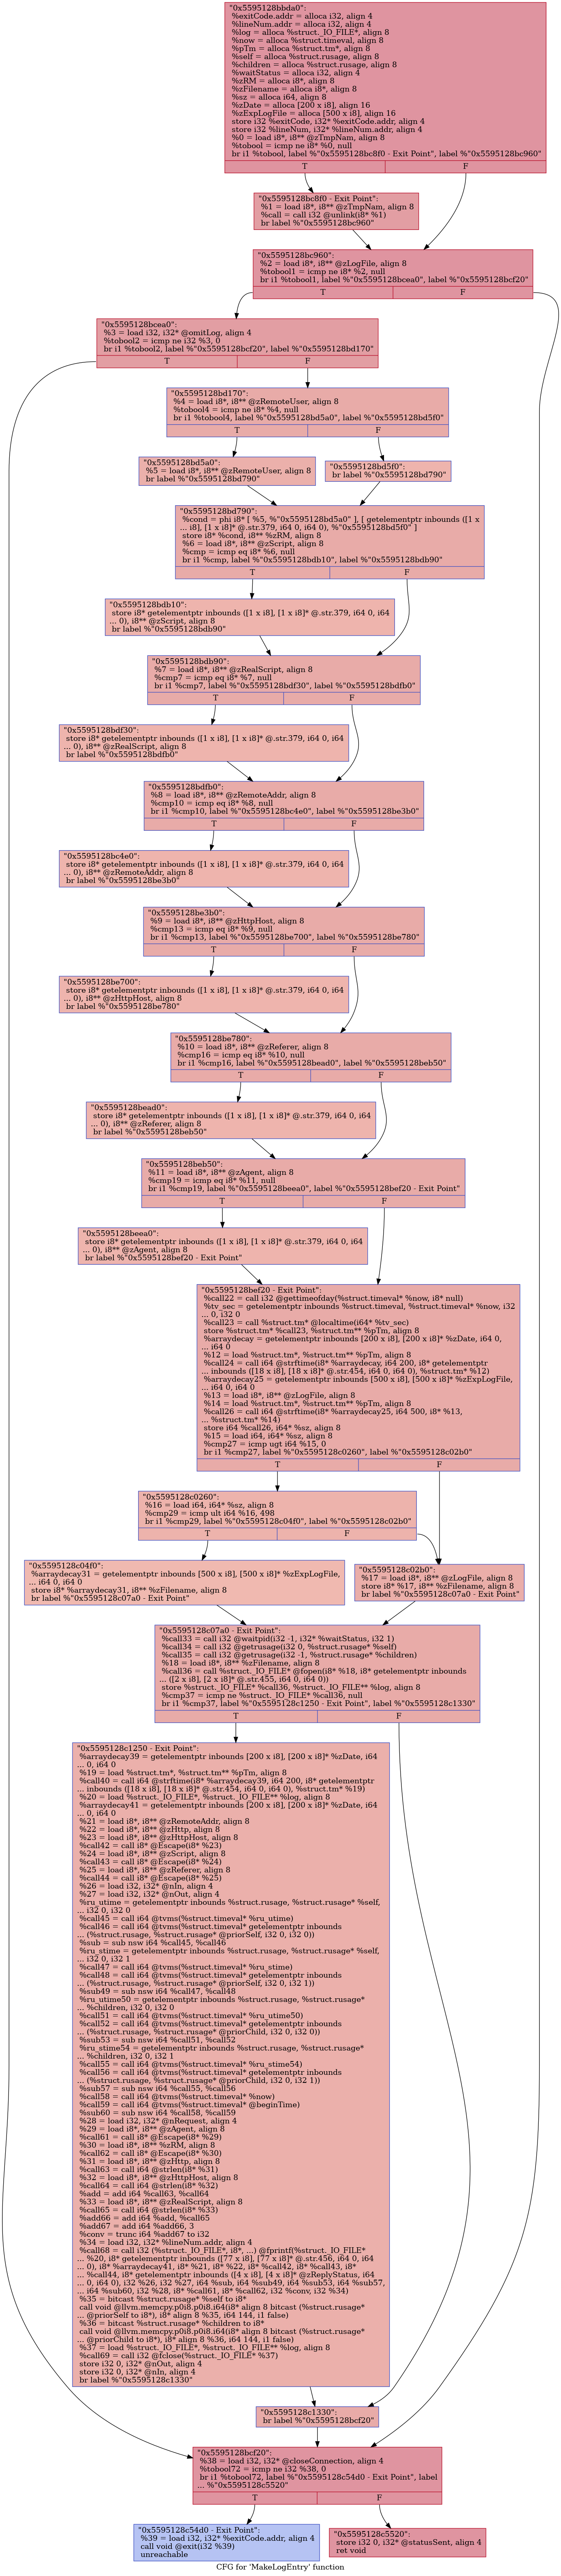 "0x5595128bbda0":
%exitCode.addr = alloca i32, align 4
%lineNum.addr = alloca i32, align 4
%log = alloca %struct._IO_FILE*, align 8
%now = alloca %struct.timeval, align 8
%pTm = alloca %struct.tm*, align 8
%self = alloca %struct.rusage, align 8
%children = alloca %struct.rusage, align 8
%waitStatus = alloca i32, align 4
%zRM = alloca i8*, align 8
%zFilename = alloca i8*, align 8
%sz = alloca i64, align 8
%zDate = alloca [200 x i8], align 16
%zExpLogFile = alloca [500 x i8], align 16
store i32 %exitCode, i32* %exitCode.addr, align 4
store i32 %lineNum, i32* %lineNum.addr, align 4
%0 = load i8*, i8** @zTmpNam, align 8
%tobool = icmp ne i8* %0, null
br i1 %tobool, label %"0x5595128bc8f0 - Exit Point", label %"0x5595128bc960"
T F
"0x5595128bc8f0 - Exit Point":
%1 = load i8*, i8** @zTmpNam, align 8
%call = call i32 @unlink(i8* %1)
br label %"0x5595128bc960"
"0x5595128bc960":
%2 = load i8*, i8** @zLogFile, align 8
%tobool1 = icmp ne i8* %2, null
br i1 %tobool1, label %"0x5595128bcea0", label %"0x5595128bcf20"
T F
"0x5595128bcea0":
%3 = load i32, i32* @omitLog, align 4
%tobool2 = icmp ne i32 %3, 0
br i1 %tobool2, label %"0x5595128bcf20", label %"0x5595128bd170"
T F
"0x5595128bd170":
%4 = load i8*, i8** @zRemoteUser, align 8
%tobool4 = icmp ne i8* %4, null
br i1 %tobool4, label %"0x5595128bd5a0", label %"0x5595128bd5f0"
T F
"0x5595128bd5a0":
%5 = load i8*, i8** @zRemoteUser, align 8
br label %"0x5595128bd790"
"0x5595128bd5f0":
br label %"0x5595128bd790"
"0x5595128bd790":
%cond = phi i8* [ %5, %"0x5595128bd5a0" ], [ getelementptr inbounds ([1 x
... i8], [1 x i8]* @.str.379, i64 0, i64 0), %"0x5595128bd5f0" ]
store i8* %cond, i8** %zRM, align 8
%6 = load i8*, i8** @zScript, align 8
%cmp = icmp eq i8* %6, null
br i1 %cmp, label %"0x5595128bdb10", label %"0x5595128bdb90"
T F
"0x5595128bdb10":
store i8* getelementptr inbounds ([1 x i8], [1 x i8]* @.str.379, i64 0, i64
... 0), i8** @zScript, align 8
br label %"0x5595128bdb90"
"0x5595128bdb90":
%7 = load i8*, i8** @zRealScript, align 8
%cmp7 = icmp eq i8* %7, null
br i1 %cmp7, label %"0x5595128bdf30", label %"0x5595128bdfb0"
T F
"0x5595128bdf30":
store i8* getelementptr inbounds ([1 x i8], [1 x i8]* @.str.379, i64 0, i64
... 0), i8** @zRealScript, align 8
br label %"0x5595128bdfb0"
"0x5595128bdfb0":
%8 = load i8*, i8** @zRemoteAddr, align 8
%cmp10 = icmp eq i8* %8, null
br i1 %cmp10, label %"0x5595128bc4e0", label %"0x5595128be3b0"
T F
"0x5595128bc4e0":
store i8* getelementptr inbounds ([1 x i8], [1 x i8]* @.str.379, i64 0, i64
... 0), i8** @zRemoteAddr, align 8
br label %"0x5595128be3b0"
"0x5595128be3b0":
%9 = load i8*, i8** @zHttpHost, align 8
%cmp13 = icmp eq i8* %9, null
br i1 %cmp13, label %"0x5595128be700", label %"0x5595128be780"
T F
"0x5595128be700":
store i8* getelementptr inbounds ([1 x i8], [1 x i8]* @.str.379, i64 0, i64
... 0), i8** @zHttpHost, align 8
br label %"0x5595128be780"
"0x5595128be780":
%10 = load i8*, i8** @zReferer, align 8
%cmp16 = icmp eq i8* %10, null
br i1 %cmp16, label %"0x5595128bead0", label %"0x5595128beb50"
T F
"0x5595128bead0":
store i8* getelementptr inbounds ([1 x i8], [1 x i8]* @.str.379, i64 0, i64
... 0), i8** @zReferer, align 8
br label %"0x5595128beb50"
"0x5595128beb50":
%11 = load i8*, i8** @zAgent, align 8
%cmp19 = icmp eq i8* %11, null
br i1 %cmp19, label %"0x5595128beea0", label %"0x5595128bef20 - Exit Point"
T F
"0x5595128beea0":
store i8* getelementptr inbounds ([1 x i8], [1 x i8]* @.str.379, i64 0, i64
... 0), i8** @zAgent, align 8
br label %"0x5595128bef20 - Exit Point"
"0x5595128bef20 - Exit Point":
%call22 = call i32 @gettimeofday(%struct.timeval* %now, i8* null)
%tv_sec = getelementptr inbounds %struct.timeval, %struct.timeval* %now, i32
... 0, i32 0
%call23 = call %struct.tm* @localtime(i64* %tv_sec)
store %struct.tm* %call23, %struct.tm** %pTm, align 8
%arraydecay = getelementptr inbounds [200 x i8], [200 x i8]* %zDate, i64 0,
... i64 0
%12 = load %struct.tm*, %struct.tm** %pTm, align 8
%call24 = call i64 @strftime(i8* %arraydecay, i64 200, i8* getelementptr
... inbounds ([18 x i8], [18 x i8]* @.str.454, i64 0, i64 0), %struct.tm* %12)
%arraydecay25 = getelementptr inbounds [500 x i8], [500 x i8]* %zExpLogFile,
... i64 0, i64 0
%13 = load i8*, i8** @zLogFile, align 8
%14 = load %struct.tm*, %struct.tm** %pTm, align 8
%call26 = call i64 @strftime(i8* %arraydecay25, i64 500, i8* %13,
... %struct.tm* %14)
store i64 %call26, i64* %sz, align 8
%15 = load i64, i64* %sz, align 8
%cmp27 = icmp ugt i64 %15, 0
br i1 %cmp27, label %"0x5595128c0260", label %"0x5595128c02b0"
T F
"0x5595128c0260":
%16 = load i64, i64* %sz, align 8
%cmp29 = icmp ult i64 %16, 498
br i1 %cmp29, label %"0x5595128c04f0", label %"0x5595128c02b0"
T F
"0x5595128c04f0":
%arraydecay31 = getelementptr inbounds [500 x i8], [500 x i8]* %zExpLogFile,
... i64 0, i64 0
store i8* %arraydecay31, i8** %zFilename, align 8
br label %"0x5595128c07a0 - Exit Point"
"0x5595128c02b0":
%17 = load i8*, i8** @zLogFile, align 8
store i8* %17, i8** %zFilename, align 8
br label %"0x5595128c07a0 - Exit Point"
"0x5595128c07a0 - Exit Point":
%call33 = call i32 @waitpid(i32 -1, i32* %waitStatus, i32 1)
%call34 = call i32 @getrusage(i32 0, %struct.rusage* %self)
%call35 = call i32 @getrusage(i32 -1, %struct.rusage* %children)
%18 = load i8*, i8** %zFilename, align 8
%call36 = call %struct._IO_FILE* @fopen(i8* %18, i8* getelementptr inbounds
... ([2 x i8], [2 x i8]* @.str.455, i64 0, i64 0))
store %struct._IO_FILE* %call36, %struct._IO_FILE** %log, align 8
%cmp37 = icmp ne %struct._IO_FILE* %call36, null
br i1 %cmp37, label %"0x5595128c1250 - Exit Point", label %"0x5595128c1330"
T F
"0x5595128c1250 - Exit Point":
%arraydecay39 = getelementptr inbounds [200 x i8], [200 x i8]* %zDate, i64
... 0, i64 0
%19 = load %struct.tm*, %struct.tm** %pTm, align 8
%call40 = call i64 @strftime(i8* %arraydecay39, i64 200, i8* getelementptr
... inbounds ([18 x i8], [18 x i8]* @.str.454, i64 0, i64 0), %struct.tm* %19)
%20 = load %struct._IO_FILE*, %struct._IO_FILE** %log, align 8
%arraydecay41 = getelementptr inbounds [200 x i8], [200 x i8]* %zDate, i64
... 0, i64 0
%21 = load i8*, i8** @zRemoteAddr, align 8
%22 = load i8*, i8** @zHttp, align 8
%23 = load i8*, i8** @zHttpHost, align 8
%call42 = call i8* @Escape(i8* %23)
%24 = load i8*, i8** @zScript, align 8
%call43 = call i8* @Escape(i8* %24)
%25 = load i8*, i8** @zReferer, align 8
%call44 = call i8* @Escape(i8* %25)
%26 = load i32, i32* @nIn, align 4
%27 = load i32, i32* @nOut, align 4
%ru_utime = getelementptr inbounds %struct.rusage, %struct.rusage* %self,
... i32 0, i32 0
%call45 = call i64 @tvms(%struct.timeval* %ru_utime)
%call46 = call i64 @tvms(%struct.timeval* getelementptr inbounds
... (%struct.rusage, %struct.rusage* @priorSelf, i32 0, i32 0))
%sub = sub nsw i64 %call45, %call46
%ru_stime = getelementptr inbounds %struct.rusage, %struct.rusage* %self,
... i32 0, i32 1
%call47 = call i64 @tvms(%struct.timeval* %ru_stime)
%call48 = call i64 @tvms(%struct.timeval* getelementptr inbounds
... (%struct.rusage, %struct.rusage* @priorSelf, i32 0, i32 1))
%sub49 = sub nsw i64 %call47, %call48
%ru_utime50 = getelementptr inbounds %struct.rusage, %struct.rusage*
... %children, i32 0, i32 0
%call51 = call i64 @tvms(%struct.timeval* %ru_utime50)
%call52 = call i64 @tvms(%struct.timeval* getelementptr inbounds
... (%struct.rusage, %struct.rusage* @priorChild, i32 0, i32 0))
%sub53 = sub nsw i64 %call51, %call52
%ru_stime54 = getelementptr inbounds %struct.rusage, %struct.rusage*
... %children, i32 0, i32 1
%call55 = call i64 @tvms(%struct.timeval* %ru_stime54)
%call56 = call i64 @tvms(%struct.timeval* getelementptr inbounds
... (%struct.rusage, %struct.rusage* @priorChild, i32 0, i32 1))
%sub57 = sub nsw i64 %call55, %call56
%call58 = call i64 @tvms(%struct.timeval* %now)
%call59 = call i64 @tvms(%struct.timeval* @beginTime)
%sub60 = sub nsw i64 %call58, %call59
%28 = load i32, i32* @nRequest, align 4
%29 = load i8*, i8** @zAgent, align 8
%call61 = call i8* @Escape(i8* %29)
%30 = load i8*, i8** %zRM, align 8
%call62 = call i8* @Escape(i8* %30)
%31 = load i8*, i8** @zHttp, align 8
%call63 = call i64 @strlen(i8* %31)
%32 = load i8*, i8** @zHttpHost, align 8
%call64 = call i64 @strlen(i8* %32)
%add = add i64 %call63, %call64
%33 = load i8*, i8** @zRealScript, align 8
%call65 = call i64 @strlen(i8* %33)
%add66 = add i64 %add, %call65
%add67 = add i64 %add66, 3
%conv = trunc i64 %add67 to i32
%34 = load i32, i32* %lineNum.addr, align 4
%call68 = call i32 (%struct._IO_FILE*, i8*, ...) @fprintf(%struct._IO_FILE*
... %20, i8* getelementptr inbounds ([77 x i8], [77 x i8]* @.str.456, i64 0, i64
... 0), i8* %arraydecay41, i8* %21, i8* %22, i8* %call42, i8* %call43, i8*
... %call44, i8* getelementptr inbounds ([4 x i8], [4 x i8]* @zReplyStatus, i64
... 0, i64 0), i32 %26, i32 %27, i64 %sub, i64 %sub49, i64 %sub53, i64 %sub57,
... i64 %sub60, i32 %28, i8* %call61, i8* %call62, i32 %conv, i32 %34)
%35 = bitcast %struct.rusage* %self to i8*
call void @llvm.memcpy.p0i8.p0i8.i64(i8* align 8 bitcast (%struct.rusage*
... @priorSelf to i8*), i8* align 8 %35, i64 144, i1 false)
%36 = bitcast %struct.rusage* %children to i8*
call void @llvm.memcpy.p0i8.p0i8.i64(i8* align 8 bitcast (%struct.rusage*
... @priorChild to i8*), i8* align 8 %36, i64 144, i1 false)
%37 = load %struct._IO_FILE*, %struct._IO_FILE** %log, align 8
%call69 = call i32 @fclose(%struct._IO_FILE* %37)
store i32 0, i32* @nOut, align 4
store i32 0, i32* @nIn, align 4
br label %"0x5595128c1330"
"0x5595128c1330":
br label %"0x5595128bcf20"
"0x5595128bcf20":
%38 = load i32, i32* @closeConnection, align 4
%tobool72 = icmp ne i32 %38, 0
br i1 %tobool72, label %"0x5595128c54d0 - Exit Point", label
... %"0x5595128c5520"
T F
"0x5595128c54d0 - Exit Point":
%39 = load i32, i32* %exitCode.addr, align 4
call void @exit(i32 %39)
unreachable
"0x5595128c5520":
store i32 0, i32* @statusSent, align 4
ret void
CFG for 'MakeLogEntry' function